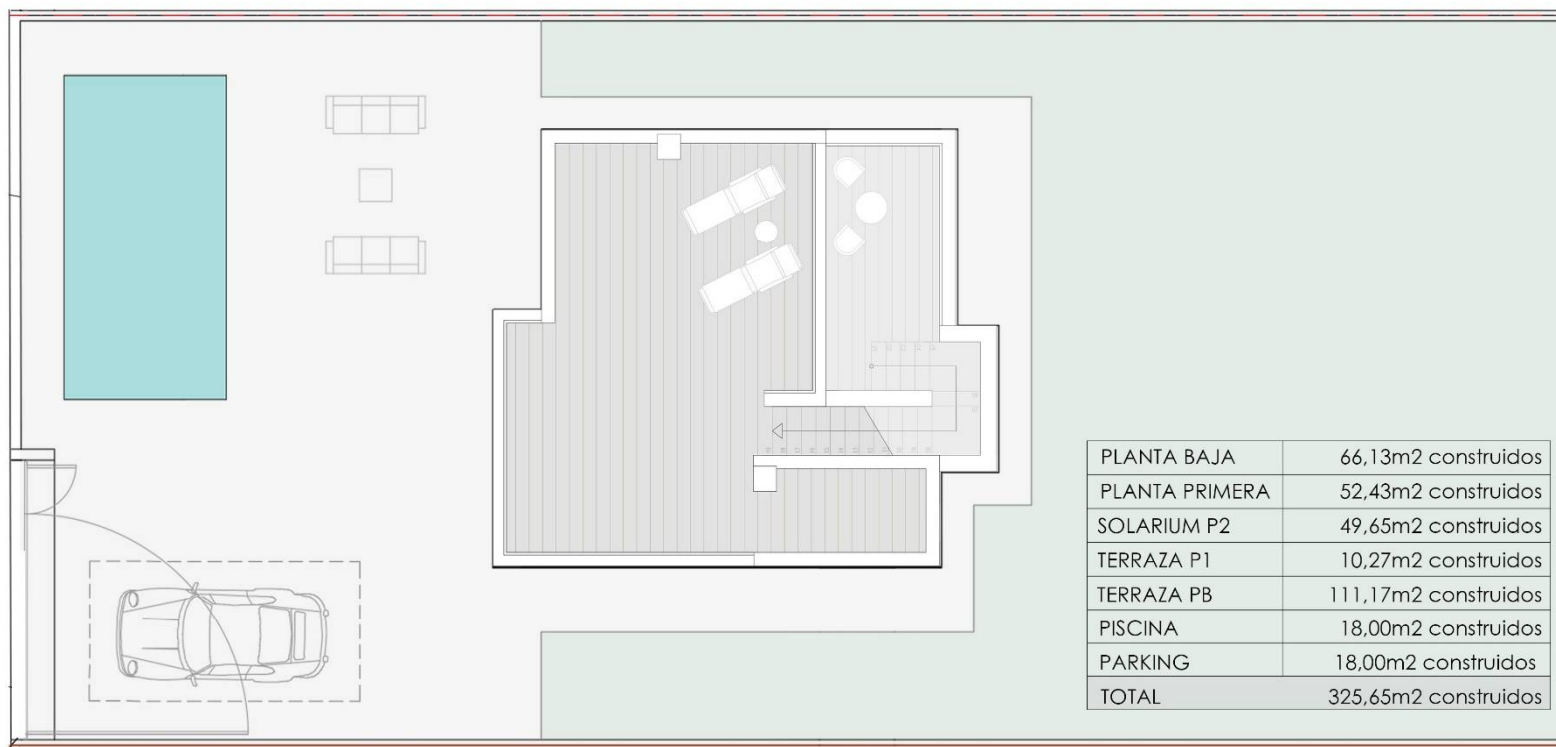 PLANTA BAJA 66,13m2 construidos
PLANTA PRIMERA 52,43m2 construidos
SOLARIUM P2 49,65m2 construidos
TERRAZA P1 10,27m2 construidos
TERRAZA PB 111,17m2 construidos
PISCINA 18,00m2 construidos
PARKING 18,00m2 construidos
TOTAL 325,65m2 construidos